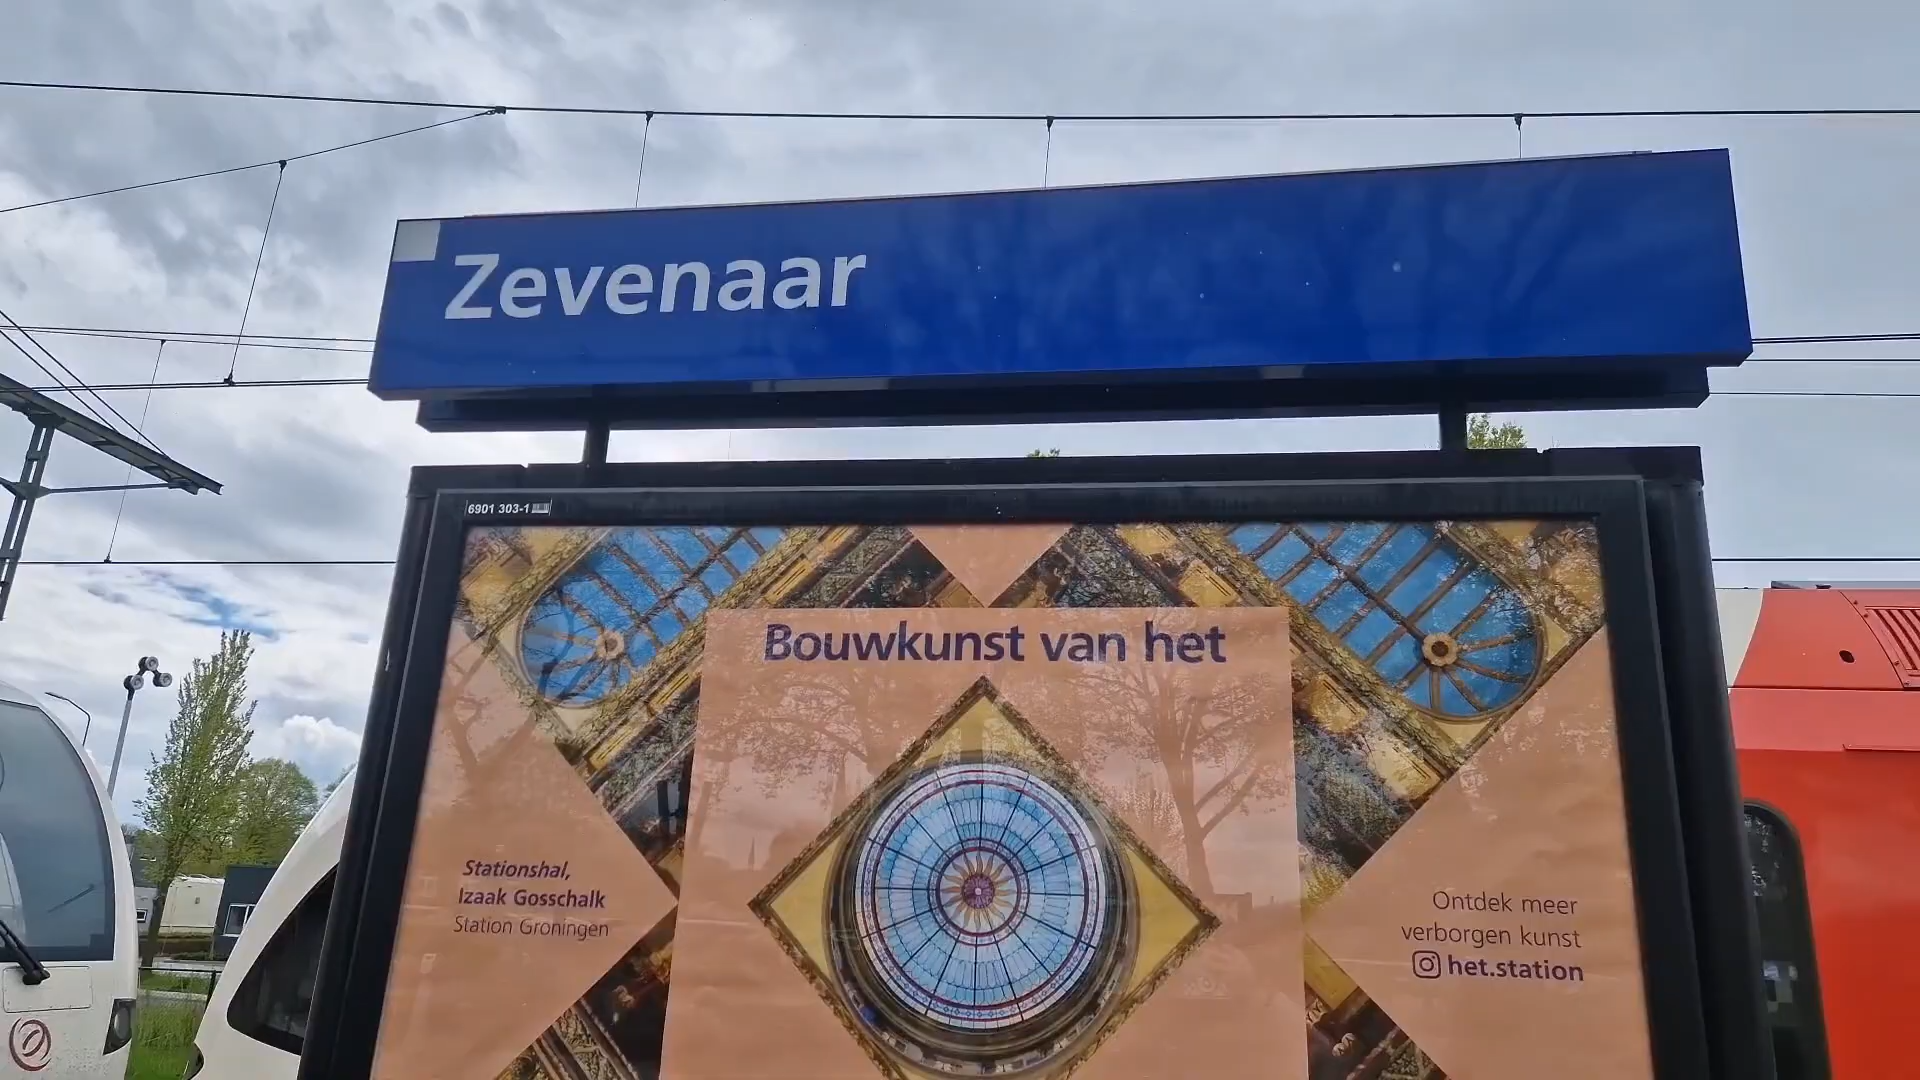 Zevenaar
6901 303-1
Bouwkunst van het
Stationshal,
Izaak Gosschalk
Station Groningen
Ontdek meer
verborgen kunst
het.station